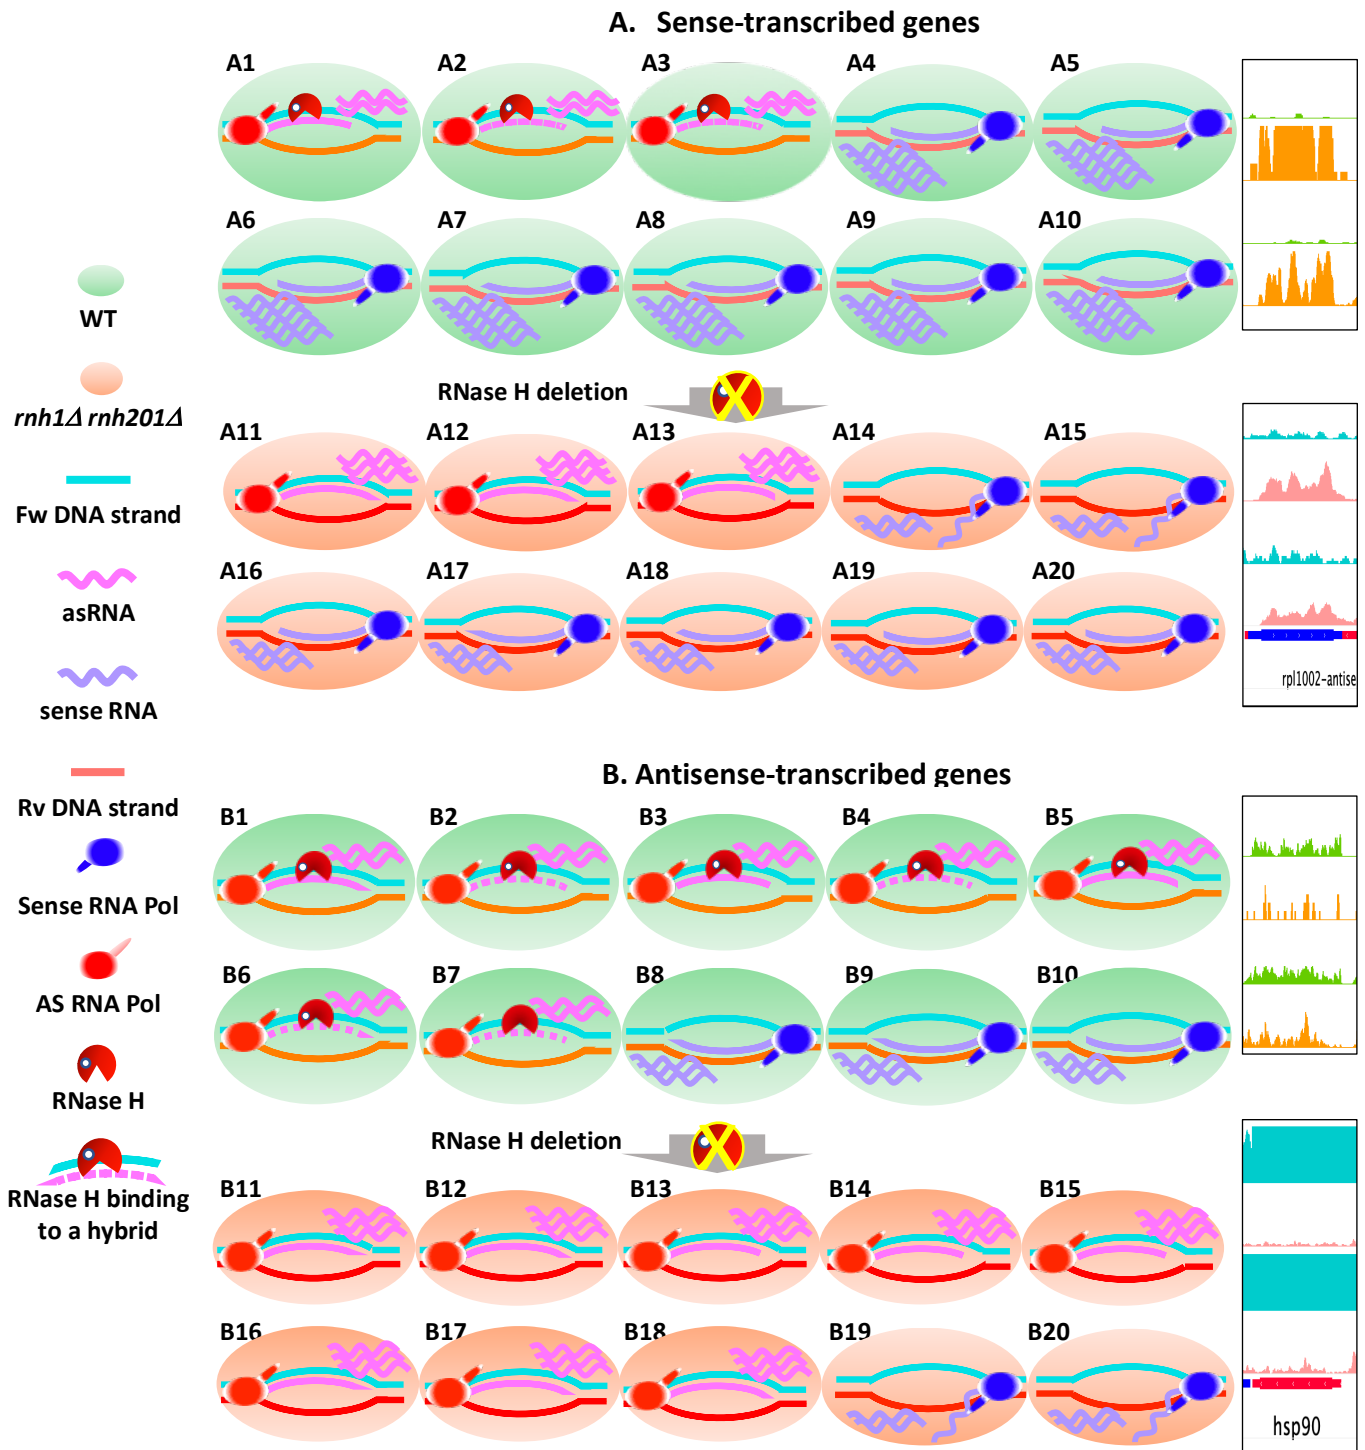 A. Sense-transcribed genes
A1 A2 A3 A4 A5
A6 A7 A8 A9 A10
WT
RNase H deletion
rnh1Δ rnh201Δ
A11 A12 A13 A14 A15
Fw DNA strand
A16 A17 A18 A19 A20
asRNA
rpl1002-antise
sense RNA
B. Antisense-transcribed genes
Rv DNA strand
B1 B2 B3 B4 B5
Sense RNA Pol
B6 B7 B8 B9 B10
AS RNA Pol
RNase H
RNase H deletion
RNase H binding
to a hybrid
B11 B12 B13 B14 B15
B16 B17 B18 B19 B20
hsp90